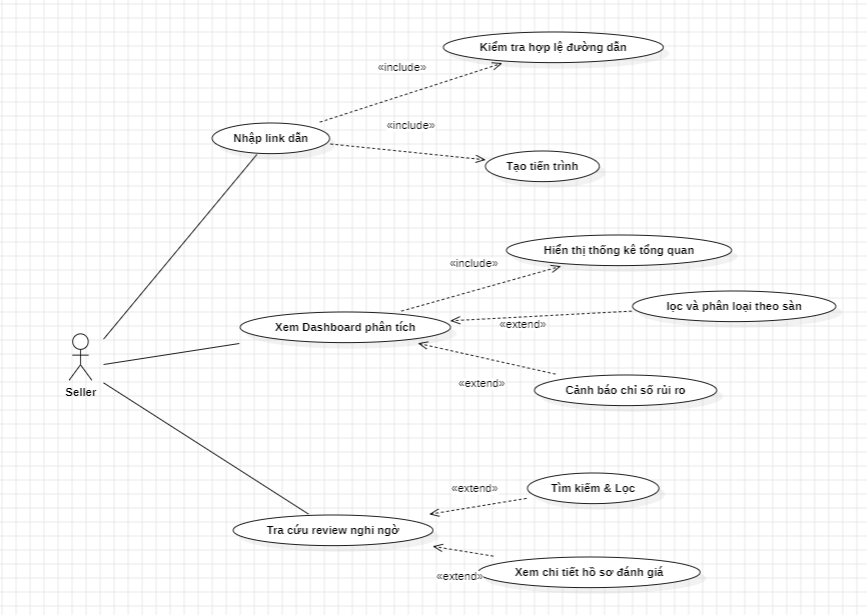 Kiểm tra hợp lệ đường dẫn
«include»
«include»
Nhập link dẫn
Tạo tiến trình
Hiển thị thống kê tổng quan
«include»
lọc và phân loại theo sàn
Xem Dashboard phân tích
«extend»
«extend»
Cảnh báo chỉ số rủi ro
Seller
«extend»
Tìm kiếm & Lọc
Tra cứu review nghi ngờ
«extend»
Xem chi tiết hồ sơ đánh giá